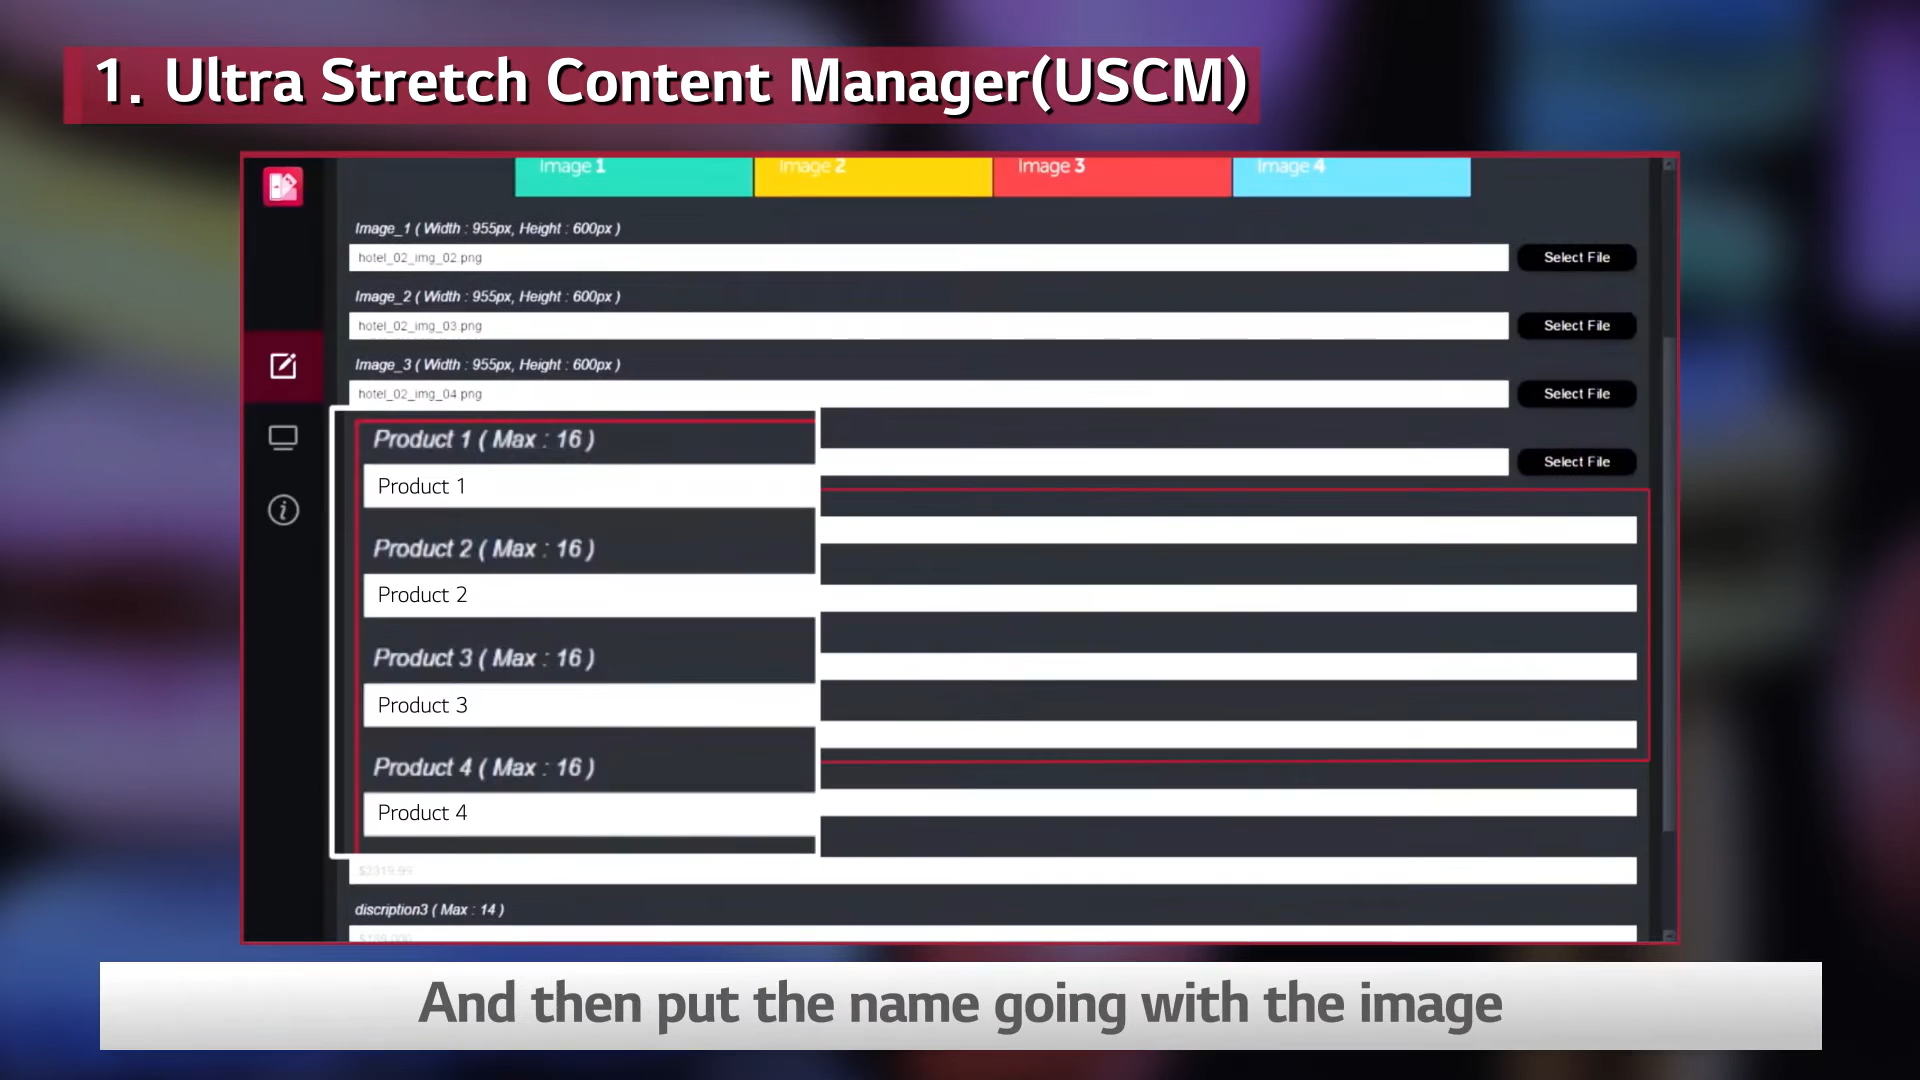 1. Ultra Stretch Content Manager(USCM)
Image 1
Image 2
Image 3
Image 4
Image_1 ( Width : 955px, Height : 600px )
hotel_02_img_02.png
Select File
Image_2 ( Width : 955px, Height : 600px )
hotel_02_img_03.png
Select File
Image_3 ( Width : 955px, Height : 600px )
hotel_02_img_04.png
Select File
Select File
Product 1 ( Max : 16 )
Product 1
Product 2 ( Max : 16 )
Product 2
Product 3 ( Max : 16 )
Product 3
Product 4 ( Max : 16 )
Product 4
$2319.99
discription3 ( Max : 14 )
And then put the name going with the image